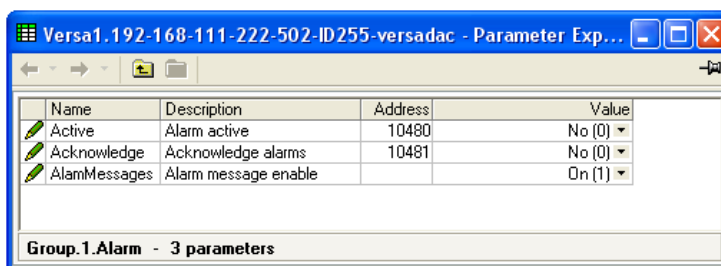 Versa1.192-168-111-222-502-ID255-versadac - Parameter Exp...
Name Description Address Value
Active Alarm active 10480 No (0)
Acknowledge Acknowledge alarms 10481 No (0)
AlamMessages Alarm message enable On (1)
Group.1.Alarm - 3 parameters